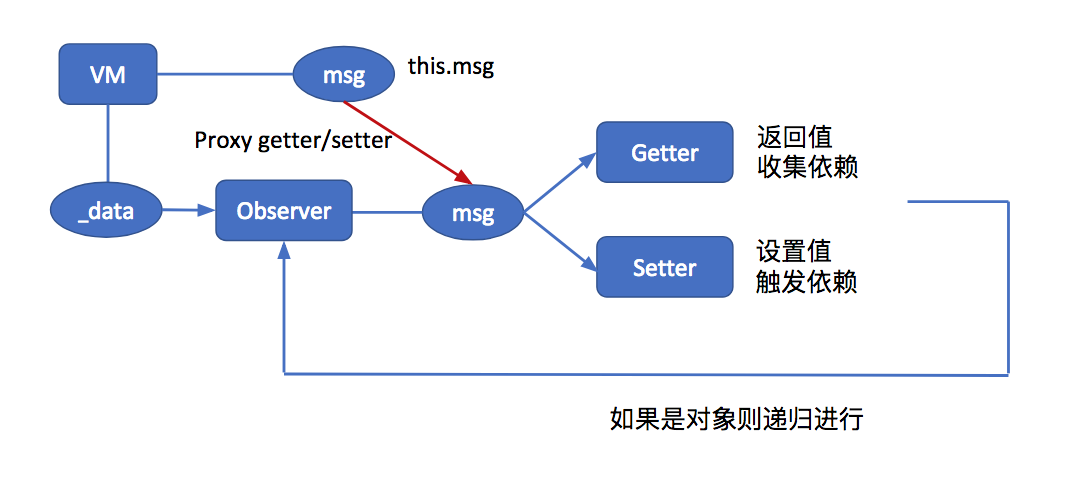 VM
msg
this.msg
Proxy getter/setter
_data
Observer
msg
Getter
返回值
收集依赖
Setter
设置值
触发依赖
如果是对象则递归进行